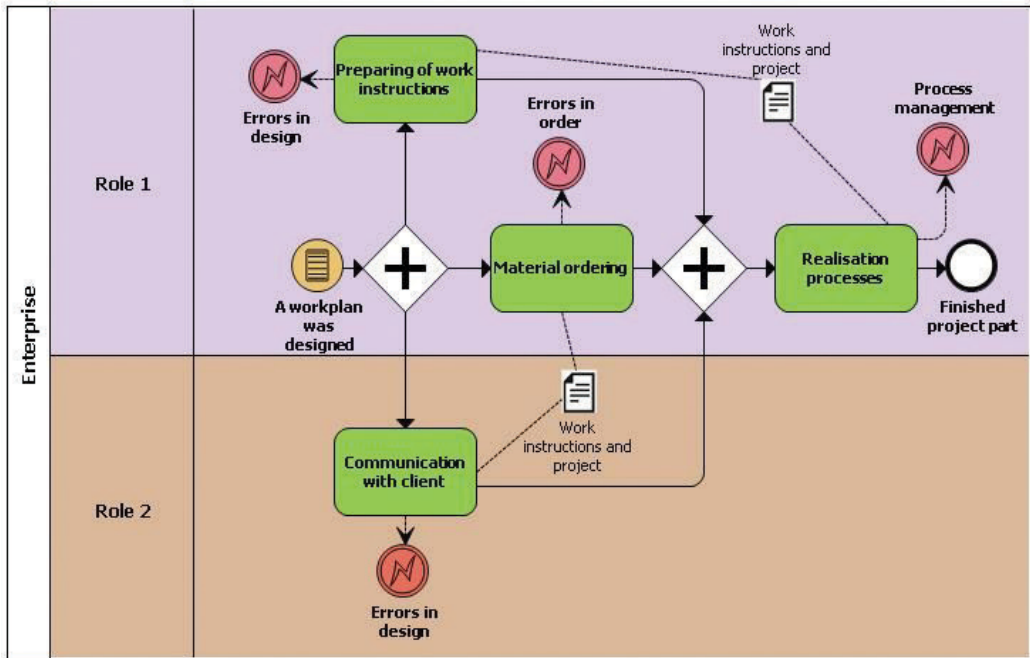 Enterprise
Role 1
Preparing of work
instructions
Errors in
design
Work
instructions and
project
Errors in
order
Process
management
A workplan
was
designed
Material ordering
Realisation
processes
Finished
project part
Role 2
Work
instructions and
project
Communication
with client
Errors in
design